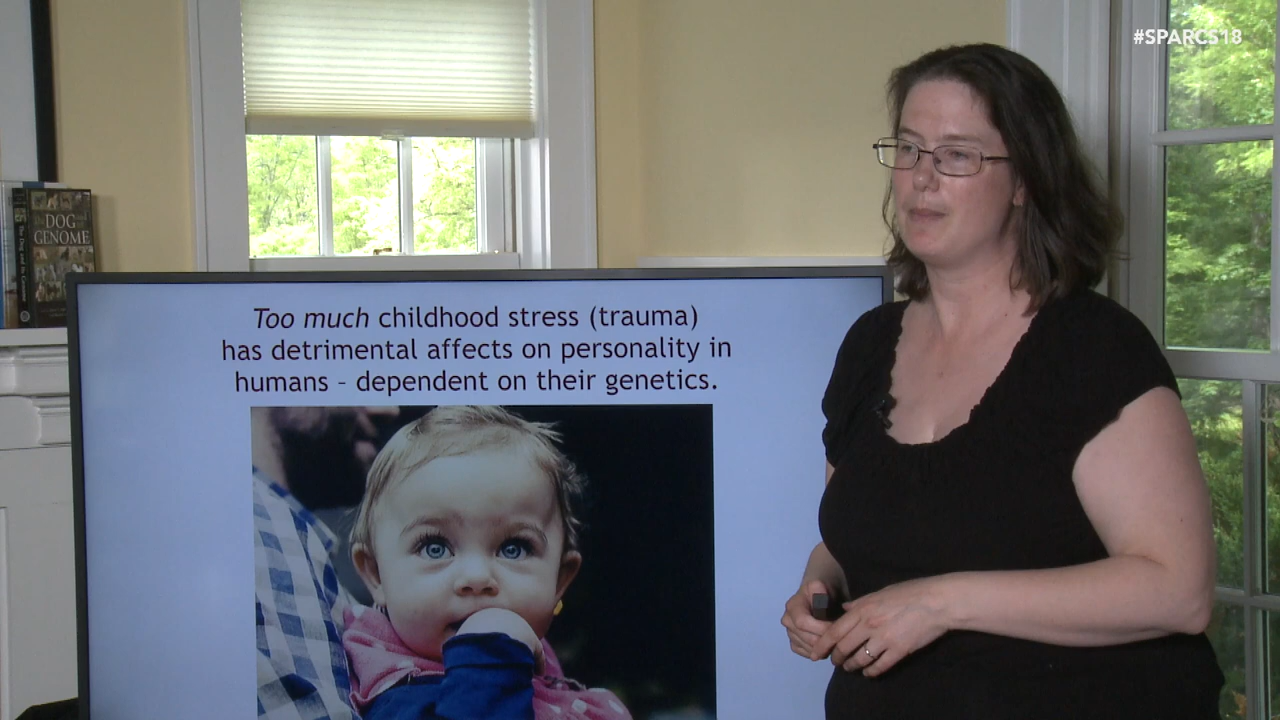 #SPARCS18
DOG
GENOME
Too much childhood stress (trauma)
has detrimental affects on personality in
humans – dependent on their genetics.